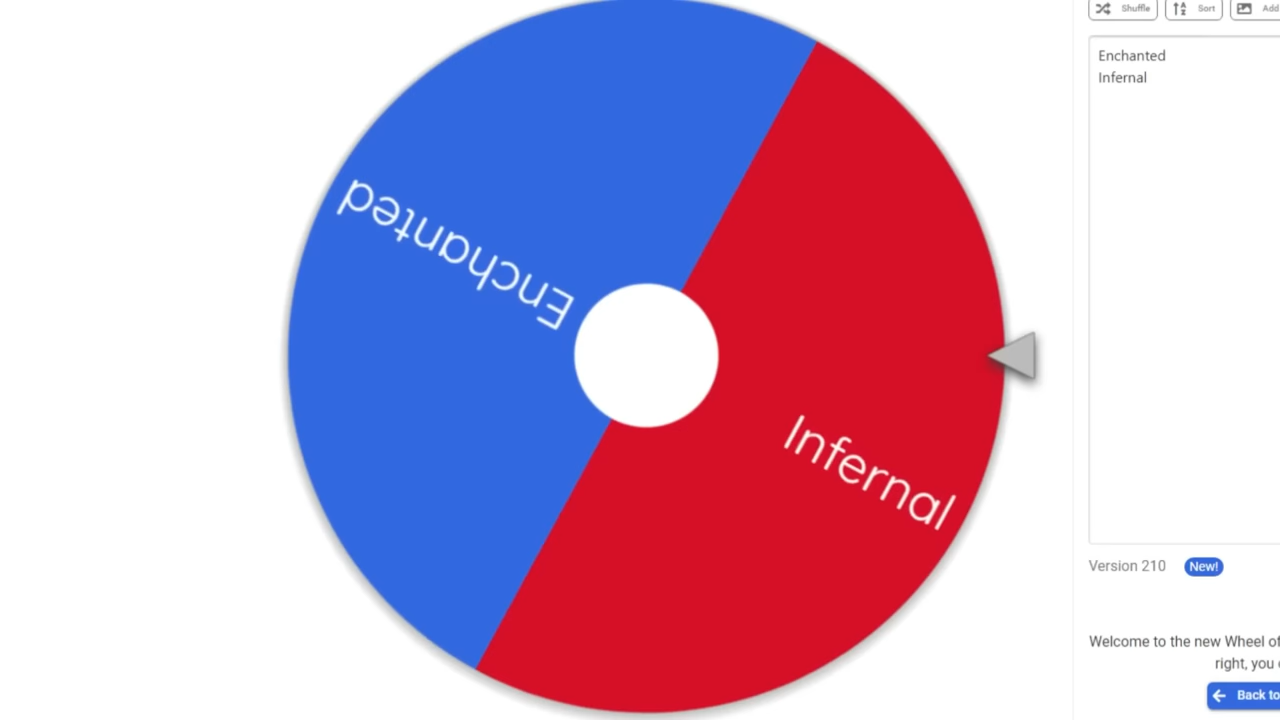 Shuffle
Sort
Add
Enchanted
Infernal
Enchanted
Infernal
Version 210
New!
Welcome to the new Wheel of
right, you
Back to